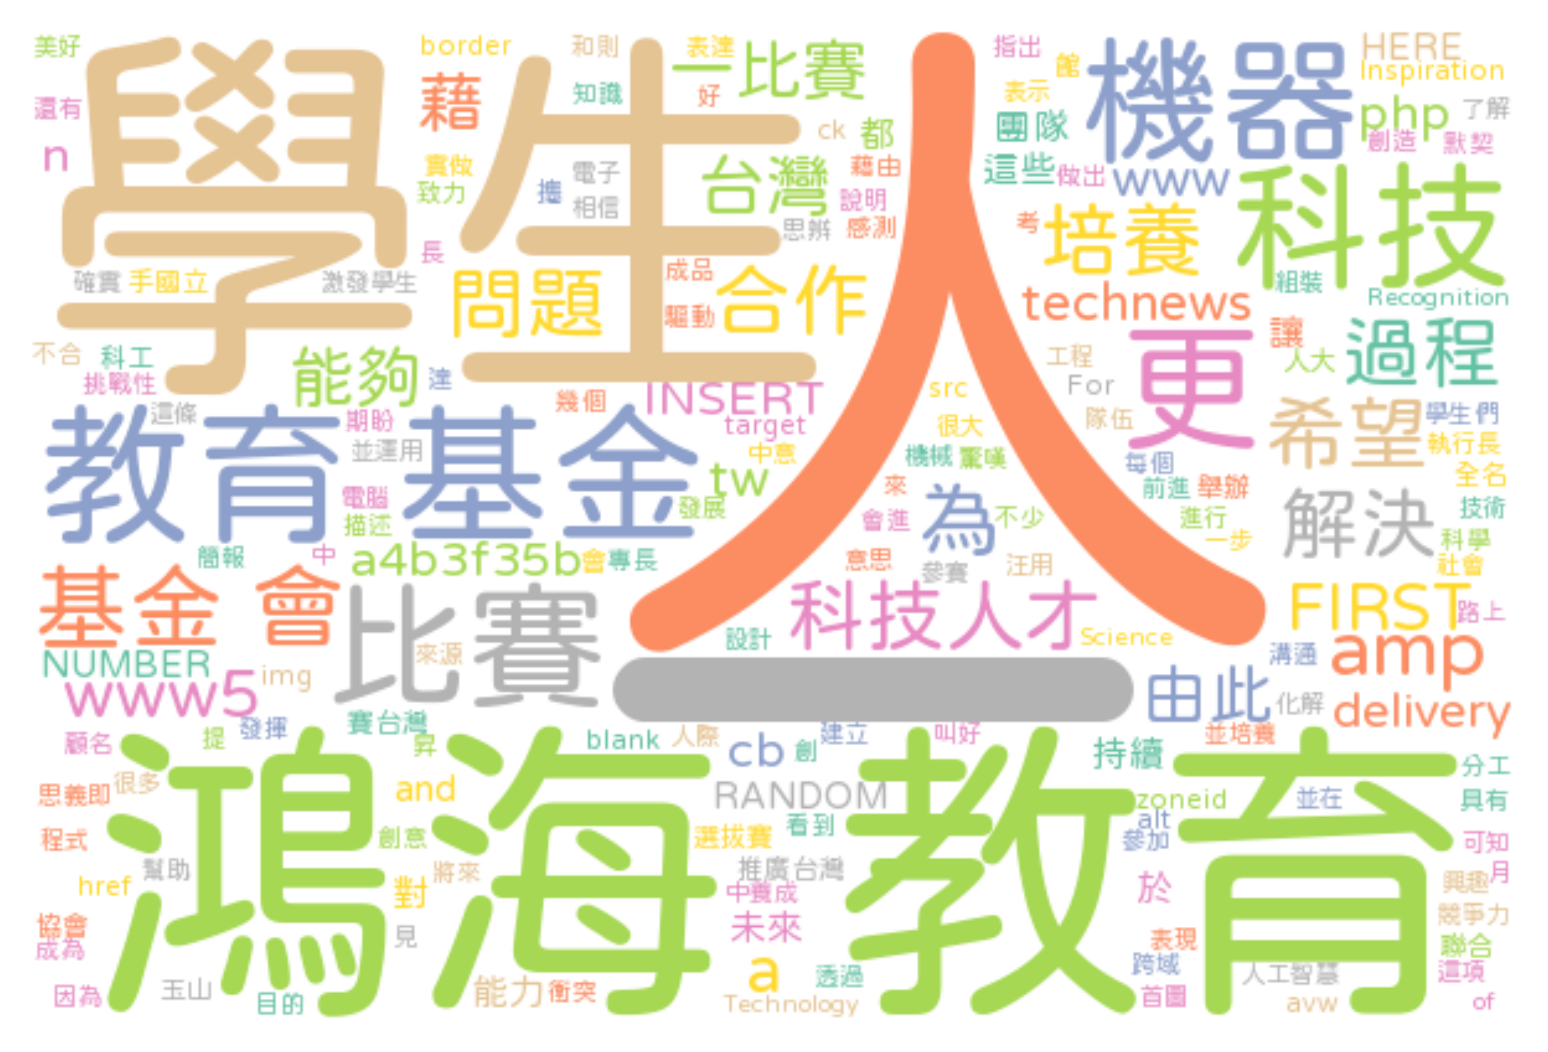 美好
border
和則
表達
一比賽
指出
館
機器
HERE
Inspiration
學生
藉
知識
好
人
表示
php
了解
還有
n
實做
致力
電子
攜
相信
ck
都
台灣
藉由
說明
思辨
感測
團隊
這些
做出
www
創造
默契
科技
考
培養
組裝
長
確實
手國立
激發學生
問題
成品
驅動
合作
technews
Recognition
讓
更
人大
過程
不合
科工
挑戰性
能夠
達
幾個
INSERT
target
src
工程
For
隊伍
很大
希望
學生們
執行長
這條
期盼
並運用
教育基金
中意
tw
機械
驚嘆
每個
前進
舉辦
全名
電腦
描述
發展
來
會進
為
不少
進行
一步
解決
技術
科學
社會
簡報
中
a4b3f35b
會
專長
意思
參賽
汪用
基金會
比賽
來源
科技人才
設計
Science
FIRST
路上
NUMBER
www5
img
一
由此
溝通
化解
amp
delivery
顧名
提
發揮
賽台灣
昇
blank
人際
cb
創
建立
叫好
持續
並培養
鴻海教育
分工
思義即
很多
and
RANDOM
zoneid
alt
並在
具有
程式
創意
選拔賽
看到
參加
可知
幫助
將來
推廣台灣
月
href
對
中養成
於
興趣
競爭力
協會
成為
見
未來
表現
聯合
因為
玉山
目的
能力
衝突
a
透過
跨域
人工智慧
這項
Technology
首圖
avw
of